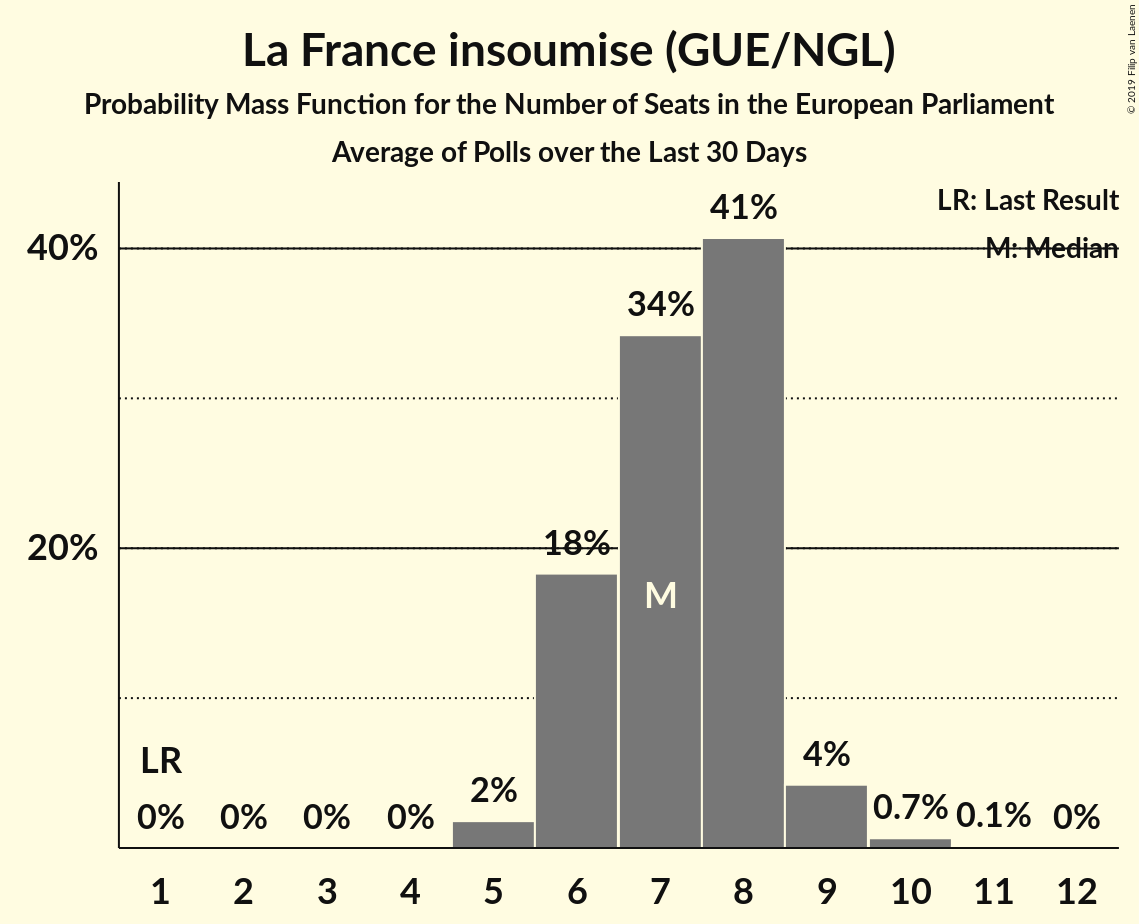 La France insoumise (GUE/NGL)
Probability Mass Function for the Number of Seats in the European Parliament
Average of Polls over the Last 30 Days
© 2019 Filip van Laenen
LR: Last Result
M: Median
40%
20%
LR
0%
0%
0%
0%
2%
18%
34%
M
41%
4%
0.7%
0.1%
0%
1 2 3 4 5 6 7 8 9 10 11 12